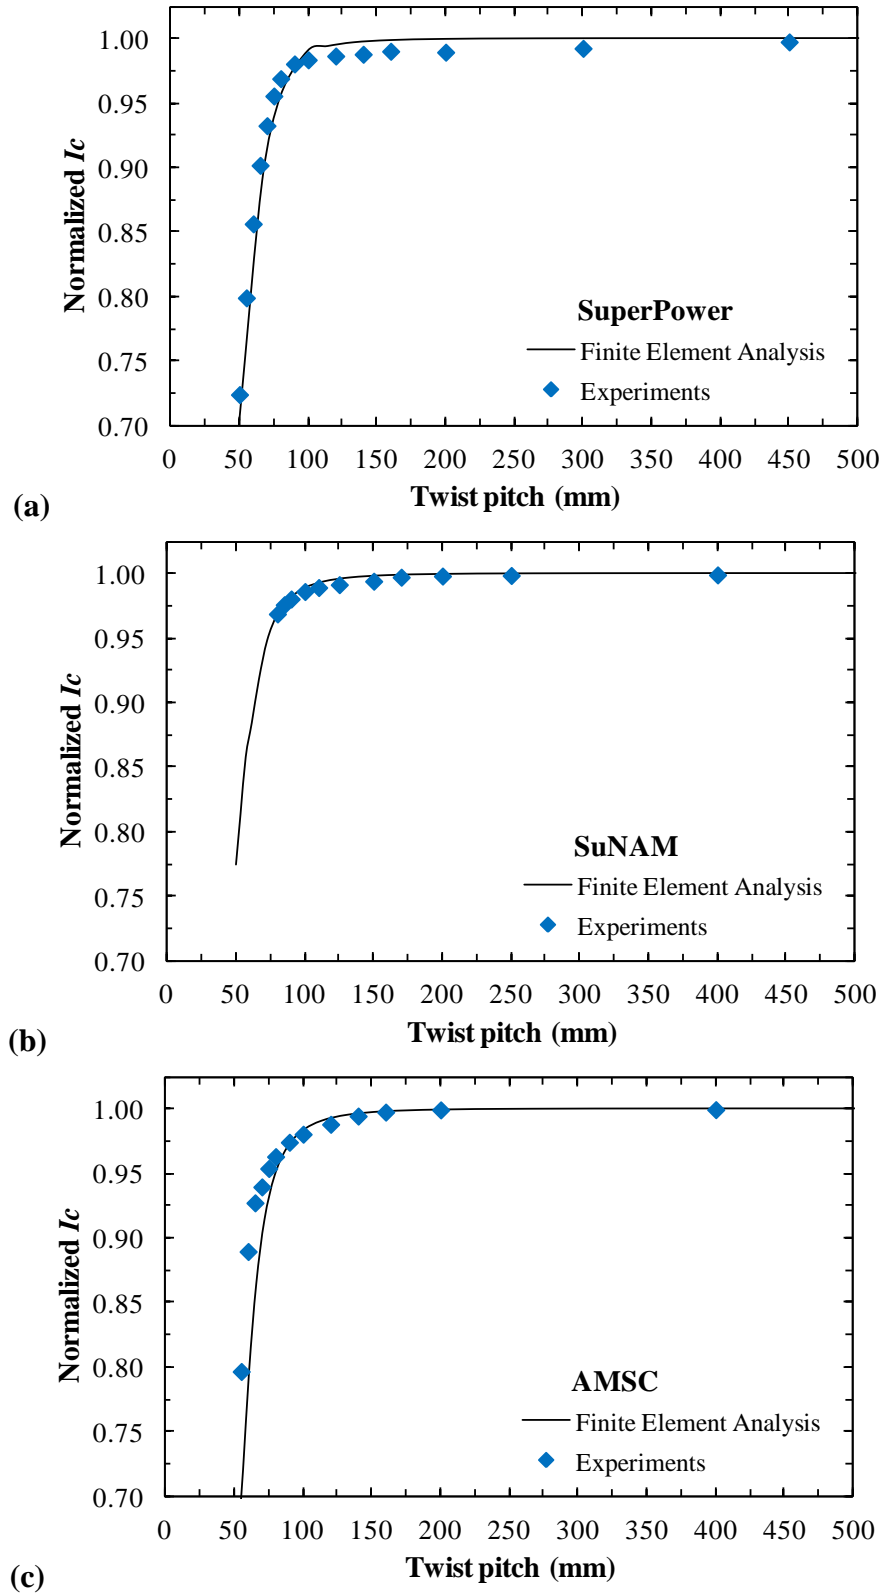 1.00
0.95
0.90
0.85
0.80
0.75
0.70
Normalized Ic
SuperPower
Finite Element Analysis
Experiments
0 50 100 150 200 250 300 350 400 450 500
Twist pitch (mm)
(a)
1.00
0.95
0.90
0.85
0.80
0.75
0.70
Normalized Ic
SuNAM
Finite Element Analysis
Experiments
0 50 100 150 200 250 300 350 400 450 500
Twist pitch (mm)
(b)
1.00
0.95
0.90
0.85
0.80
0.75
0.70
Normalized Ic
AMSC
Finite Element Analysis
Experiments
0 50 100 150 200 250 300 350 400 450 500
Twist pitch (mm)
(c)